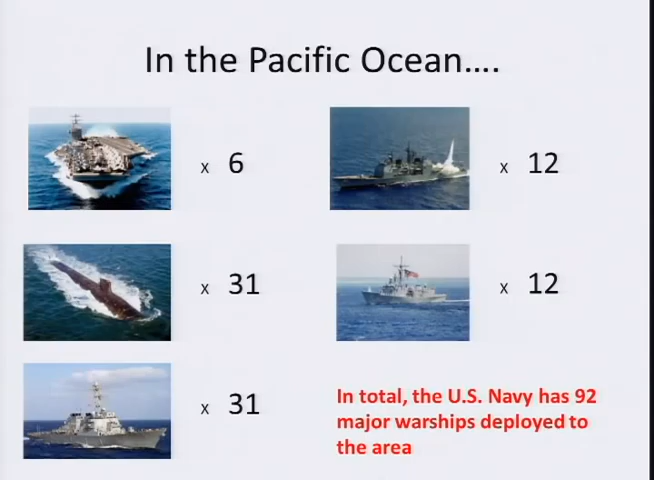 In the Pacific Ocean....
x 6
x 12
x 31
x 12
x 31
In total, the U.S. Navy has 92
major warships deployed to
the area